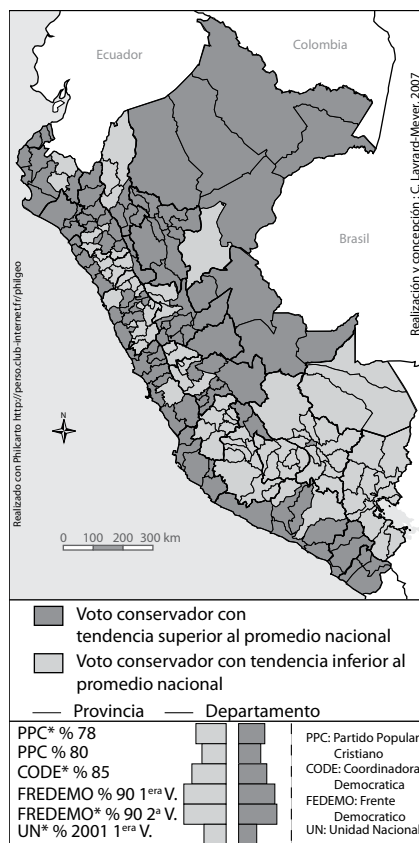 Ecuador
Colombia
Brasil
Realización y concepción : C. Lavrard-Meyer, 2007
Realizado con Philcarto http://perso.club-internet.fr/philgeo
N
0 100 200 300 km
Voto conservador con
tendencia superior al promedio nacional
Voto conservador con tendencia inferior al
promedio nacional
Provincia
Departamento
PPC* % 78
PPC % 80
CODE* % 85
FREDEMO % 90 1era V.
FREDEMO* % 90 2a V.
UN* % 2001 1era V.
PPC: Partido Popular
Cristiano
CODE: Coordinadora
Democratica
FEDEMO: Frente
Democratico
UN: Unidad Nacional